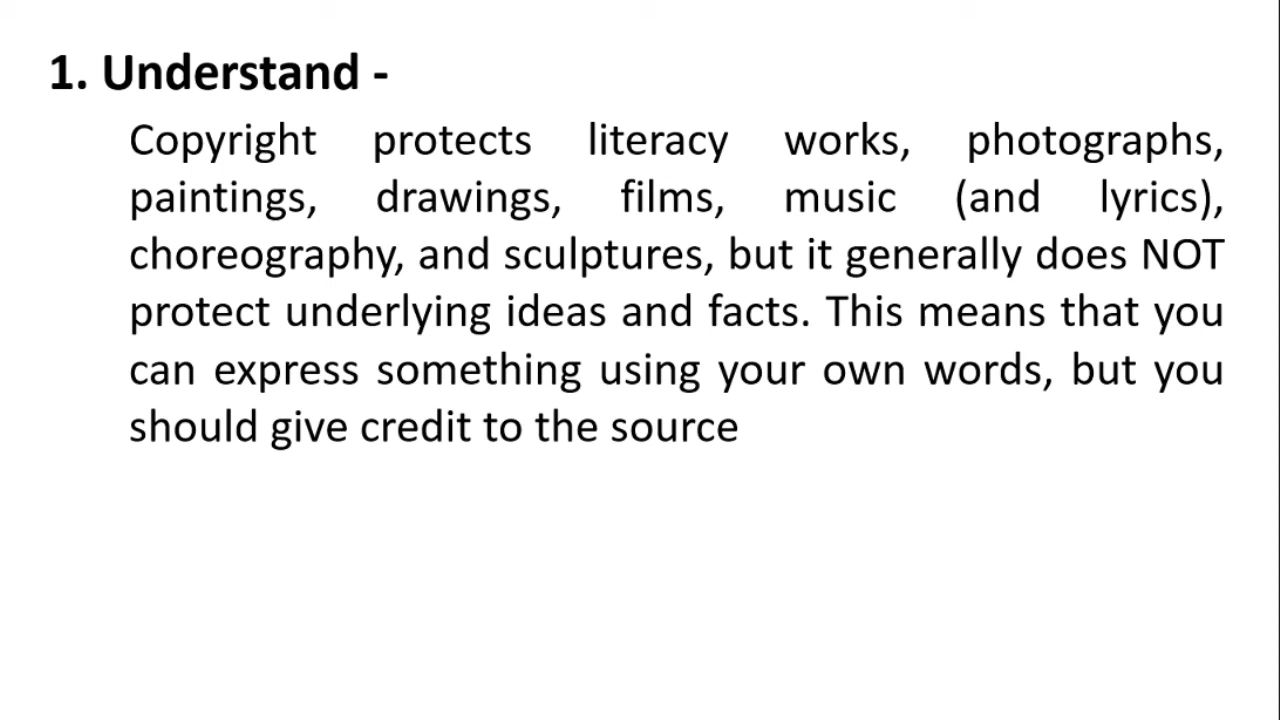 1. Understand -
Copyright protects literacy works, photographs,
paintings, drawings, films, music (and lyrics),
choreography, and sculptures, but it generally does NOT
protect underlying ideas and facts. This means that you
can express something using your own words, but you
should give credit to the source